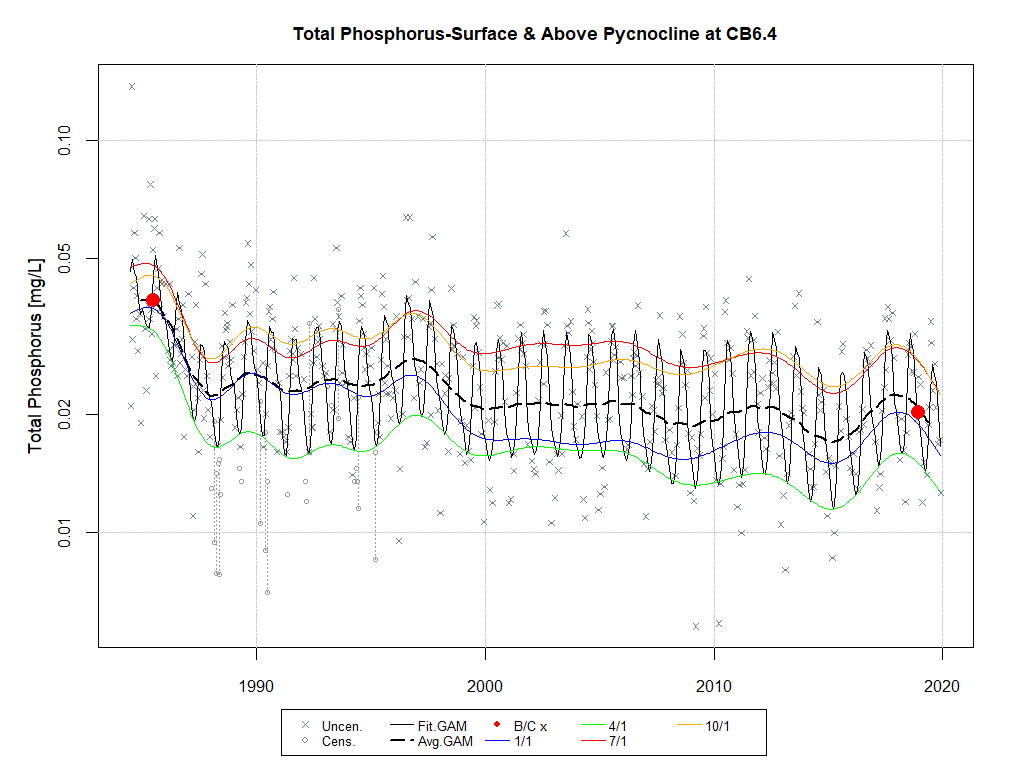 Total Phosphorus-Surface & Above Pycnocline at CB6.4
Total Phosphorus [mg/L]
0.10
0.05
0.02
0.01
1990 2000 2010 2020
Uncen. Fit.GAM B/C x 4/1 10/1
Cens. Avg.GAM 1/1 7/1